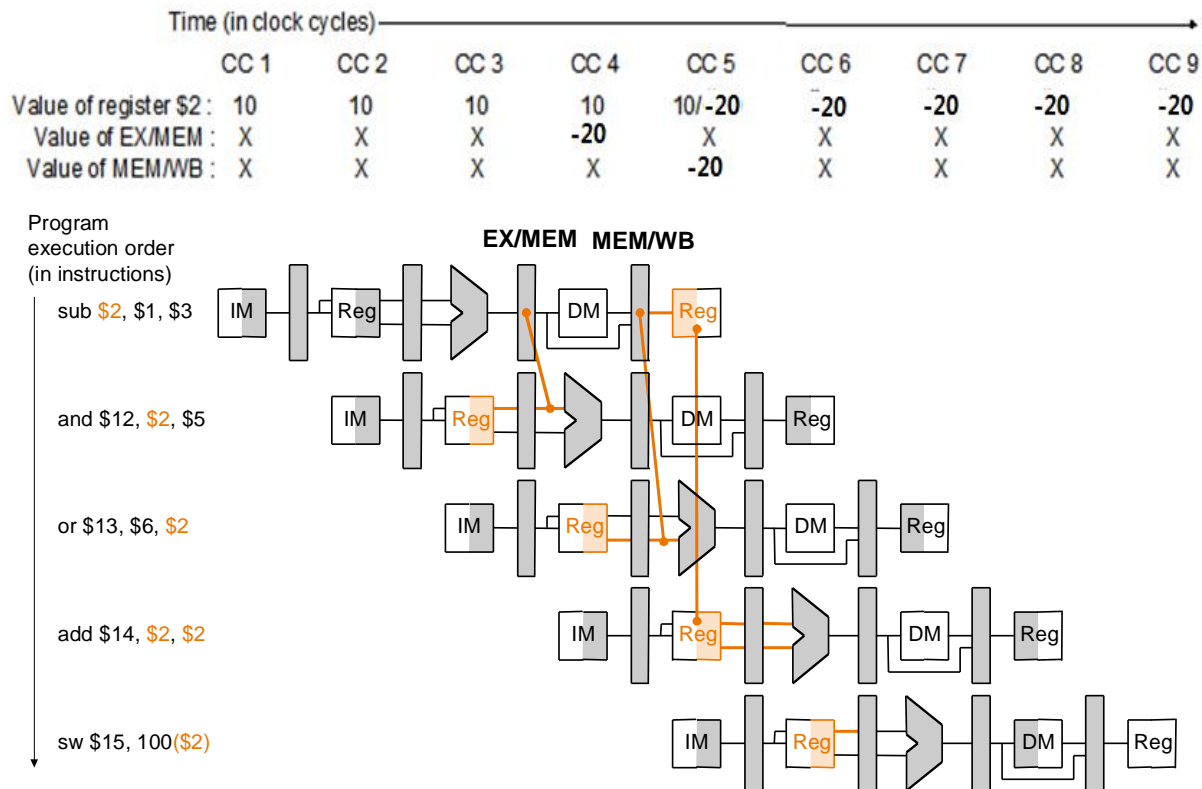 Time (in clock cycles)
CC 1 CC 2 CC 3 CC 4 CC 5 CC 6 CC 7 CC 8 CC 9
Value of register $2 : 10 10 10 10 10/-20 -20 -20 -20 -20
Value of EX/MEM : X X X -20 X X X X X
Value of MEM/WB : X X X X -20 X X X X
Program
execution order
(in instructions)
EX/MEM MEM/WB
sub $2, $1, $3
IM Reg DM Reg
and $12, $2, $5
IM Reg DM Reg
or $13, $6, $2
IM Reg DM Reg
add $14, $2, $2
IM Reg DM Reg
sw $15, 100($2)
IM Reg DM Reg